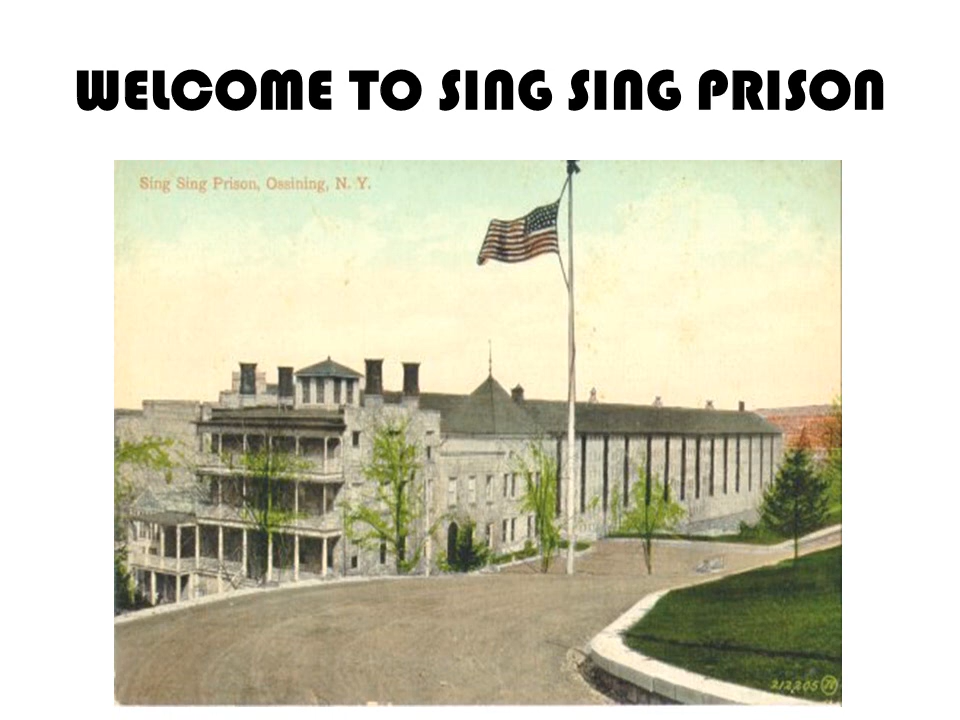 WELCOME TO SING SING PRISON
Sing Sing Prison, Ossining, N. Y.
212205